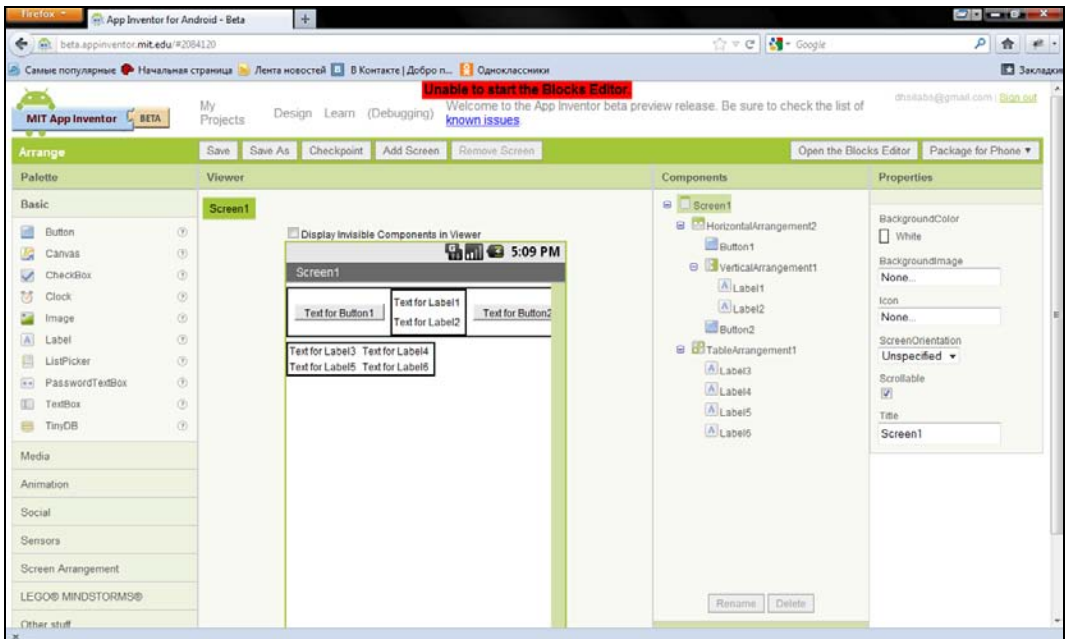 Firefox
App Inventor for Android - Beta
beta.appinventor.mit.edu/#2084120
Google
Самые популярные Начальная страница Лента новостей В Контакте | Добро п... Одноклассники Закладки
Unable to start the Blocks Editor.
MIT App Inventor BETA
My Projects Design Learn (Debugging)
Welcome to the App Inventor beta preview release. Be sure to check the list of
known issues.
dhsilabs@gmail.com | Sign out
Arrange Save Save As Checkpoint Add Screen Remove Screen Open the Blocks Editor Package for Phone ▼
Palette
Basic
Button
Canvas
CheckBox
Clock
Image
Label
ListPicker
PasswordTextBox
TextBox
TinyDB
Media
Animation
Social
Sensors
Screen Arrangement
LEGO® MINDSTORMS®
Other stuff
Viewer
Screen1
Display Invisible Components in Viewer
5:09 PM
Screen1
Text for Button1 Text for Label1 Text for Button2
Text for Label2
Text for Label3 Text for Label4
Text for Label5 Text for Label6
Components
Screen1
HorizontalArrangement2
Button1
VerticalArrangement1
Label1
Label2
Button2
TableArrangement1
Label3
Label4
Label5
Label6
Rename Delete
Properties
BackgroundColor
White
BackgroundImage
None...
Icon
None...
ScreenOrientation
Unspecified
Scrollable
Title
Screen1